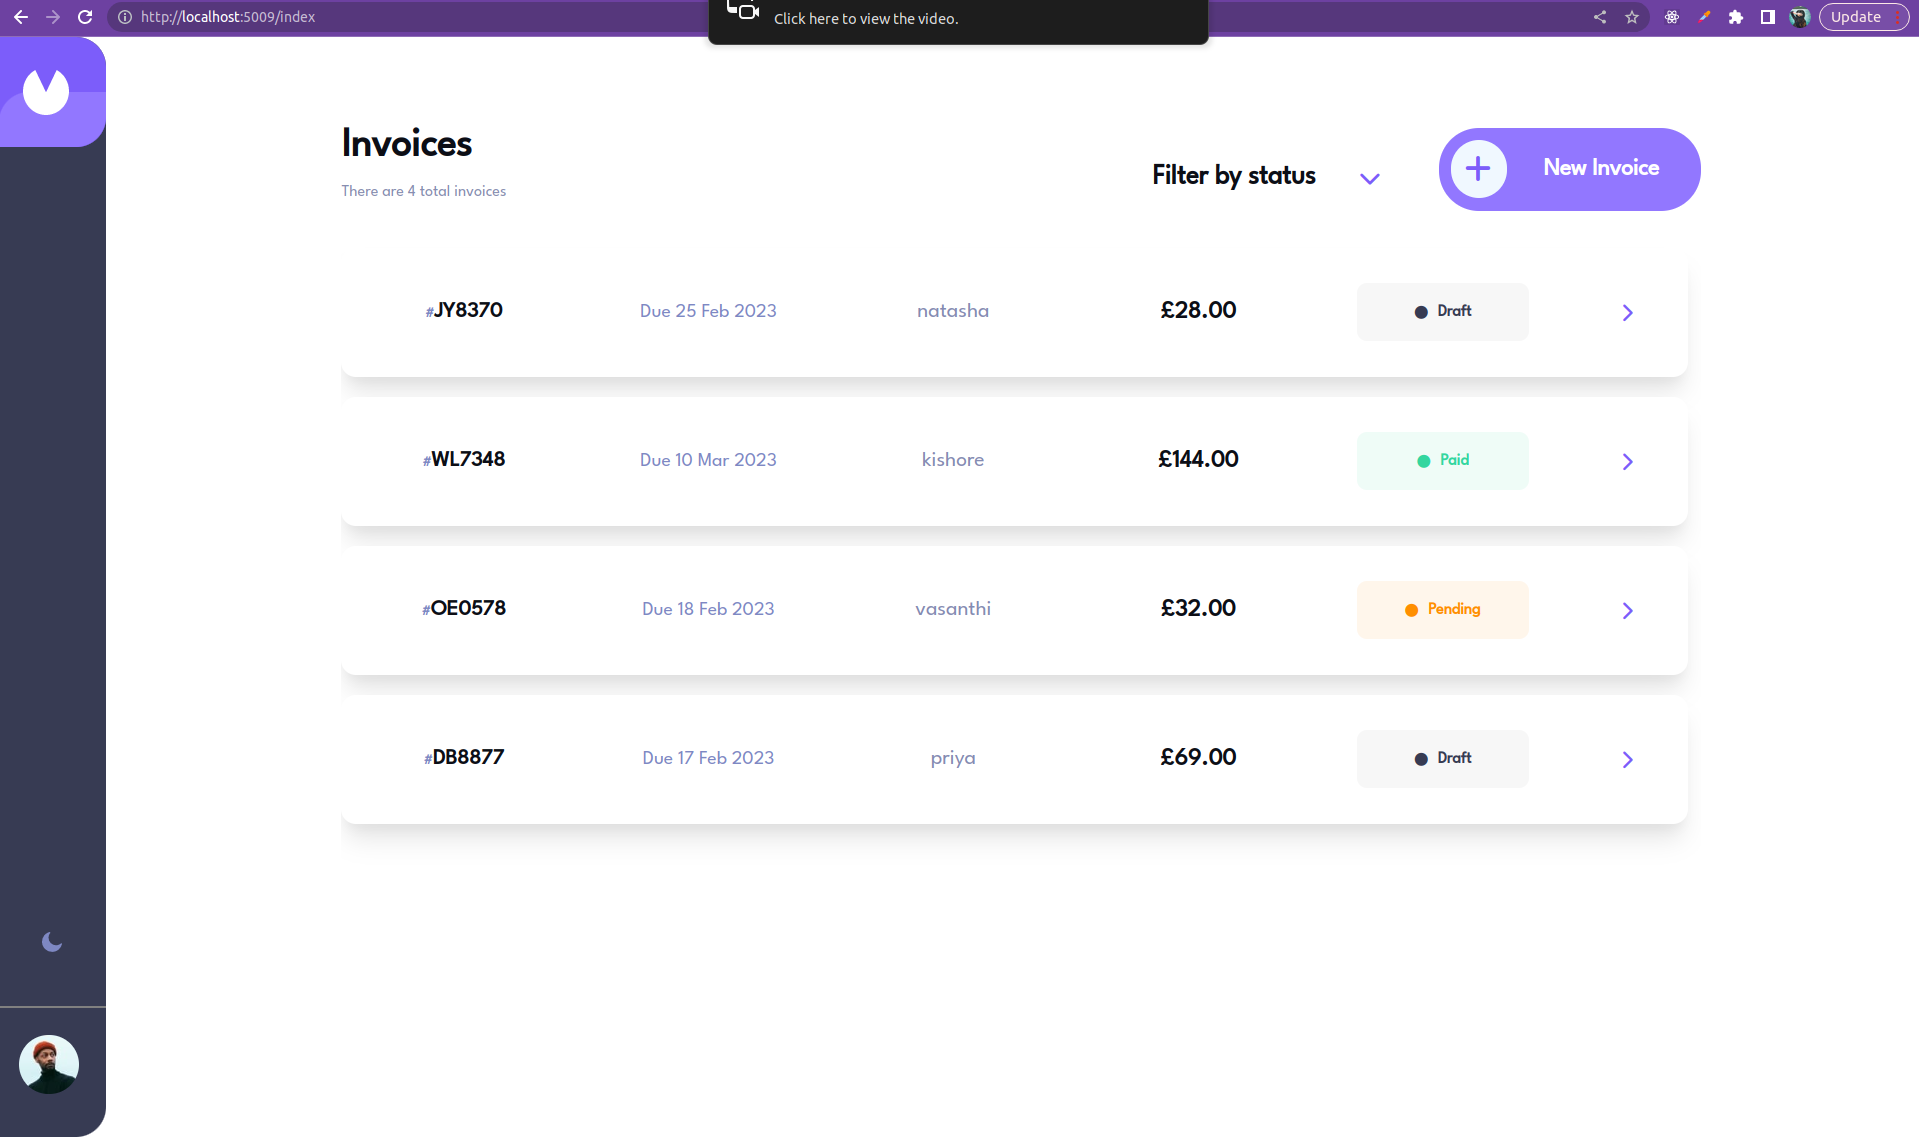 http://localhost:5009/index
Click here to view the video.
Update
Invoices
There are 4 total invoices
Filter by status
New Invoice
#JY8370 Due 25 Feb 2023 natasha £28.00 Draft
#WL7348 Due 10 Mar 2023 kishore £144.00 Paid
#OE0578 Due 18 Feb 2023 vasanthi £32.00 Pending
#DB8877 Due 17 Feb 2023 priya £69.00 Draft